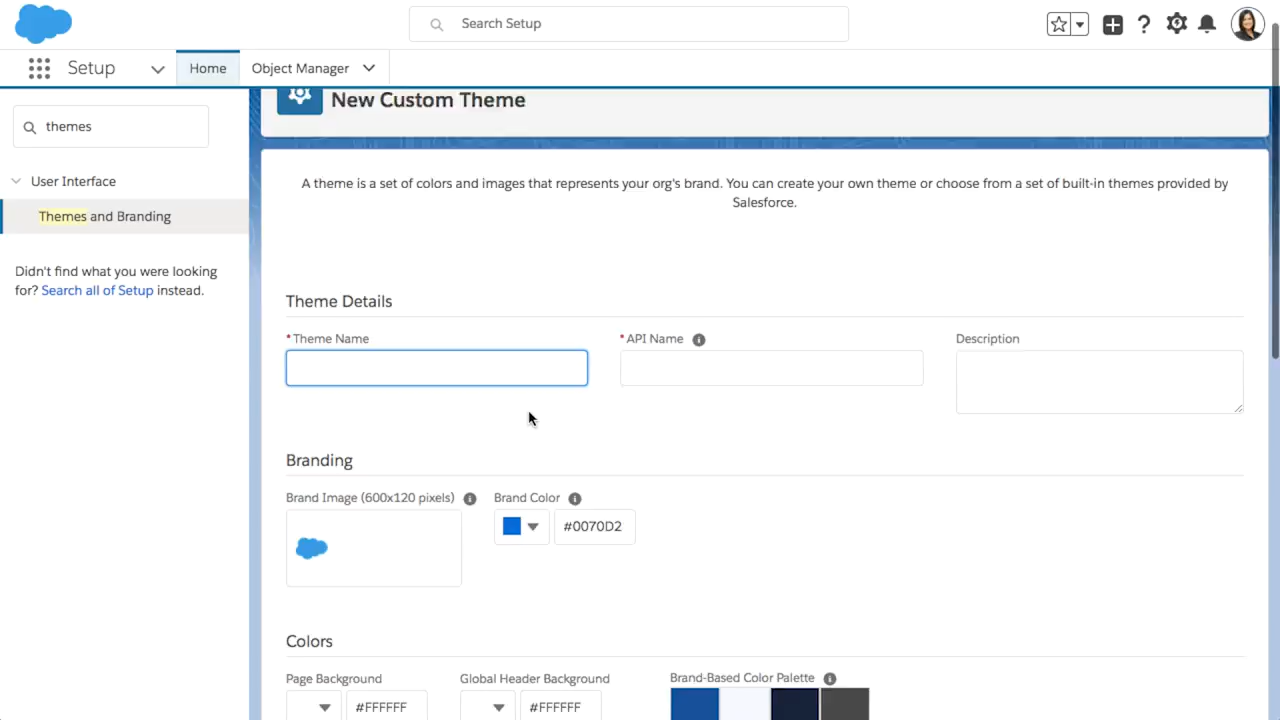 Search Setup
Setup
Home
Object Manager
themes
New Custom Theme
User Interface
Themes and Branding
Didn't find what you were looking
for? Search all of Setup instead.
A theme is a set of colors and images that represents your org's brand. You can create your own theme or choose from a set of built-in themes provided by
Salesforce.
Theme Details
*Theme Name
*API Name
Description
Branding
Brand Image (600x120 pixels)
Brand Color
#0070D2
Colors
Page Background
Global Header Background
Brand-Based Color Palette
#FFFFFF
#FFFFFF